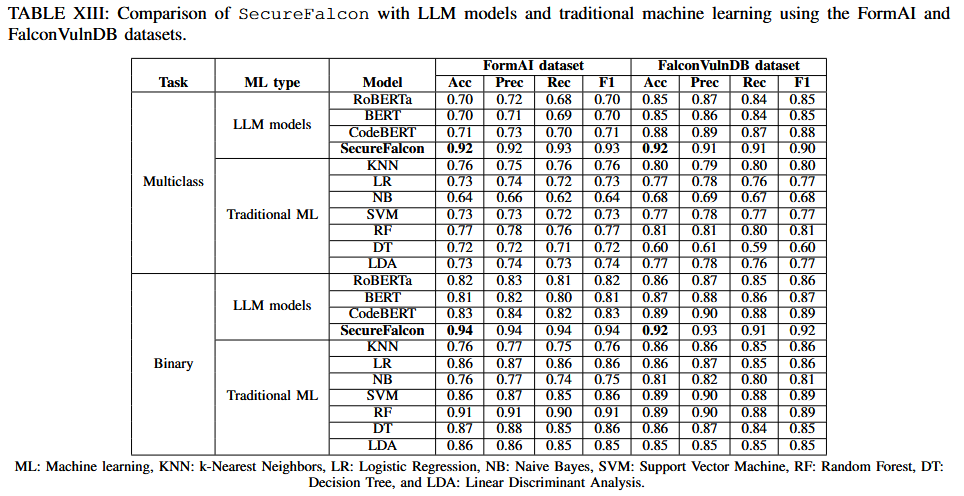 TABLE XIII: Comparison of SecureFalcon with LLM models and traditional machine learning using the FormAI and
FalconVulnDB datasets.
FormAI dataset FalconVulnDB dataset
Task ML type Model Acc Prec Rec F1 Acc Prec Rec F1
RoBERTa 0.70 0.72 0.68 0.70 0.85 0.87 0.84 0.85
BERT 0.70 0.71 0.69 0.70 0.85 0.86 0.84 0.85
LLM models
CodeBERT 0.71 0.73 0.70 0.71 0.88 0.89 0.87 0.88
SecureFalcon 0.92 0.92 0.93 0.93 0.92 0.91 0.91 0.90
KNN 0.76 0.75 0.76 0.76 0.80 0.79 0.80 0.80
Multiclass LR 0.73 0.74 0.72 0.73 0.77 0.78 0.76 0.77
NB 0.64 0.66 0.62 0.64 0.68 0.69 0.67 0.68
Traditional ML SVM 0.73 0.73 0.72 0.73 0.77 0.78 0.77 0.77
RF 0.77 0.78 0.76 0.77 0.81 0.81 0.80 0.81
DT 0.72 0.72 0.71 0.72 0.60 0.61 0.59 0.60
LDA 0.73 0.74 0.73 0.74 0.77 0.78 0.76 0.77
RoBERTa 0.82 0.83 0.81 0.82 0.86 0.87 0.85 0.86
BERT 0.81 0.82 0.80 0.81 0.87 0.88 0.86 0.87
LLM models
CodeBERT 0.83 0.84 0.82 0.83 0.89 0.90 0.88 0.89
SecureFalcon 0.94 0.94 0.94 0.94 0.92 0.93 0.91 0.92
KNN 0.76 0.77 0.75 0.76 0.86 0.86 0.85 0.86
Binary LR 0.86 0.87 0.86 0.86 0.86 0.87 0.85 0.86
NB 0.76 0.77 0.74 0.75 0.81 0.82 0.80 0.81
Traditional ML SVM 0.86 0.87 0.85 0.86 0.89 0.90 0.88 0.89
RF 0.91 0.91 0.90 0.91 0.89 0.90 0.88 0.89
DT 0.87 0.88 0.85 0.86 0.86 0.87 0.84 0.85
LDA 0.86 0.86 0.85 0.85 0.85 0.85 0.85 0.85
ML: Machine learning, KNN: k-Nearest Neighbors, LR: Logistic Regression, NB: Naive Bayes, SVM: Support Vector Machine, RF: Random Forest, DT:
Decision Tree, and LDA: Linear Discriminant Analysis.